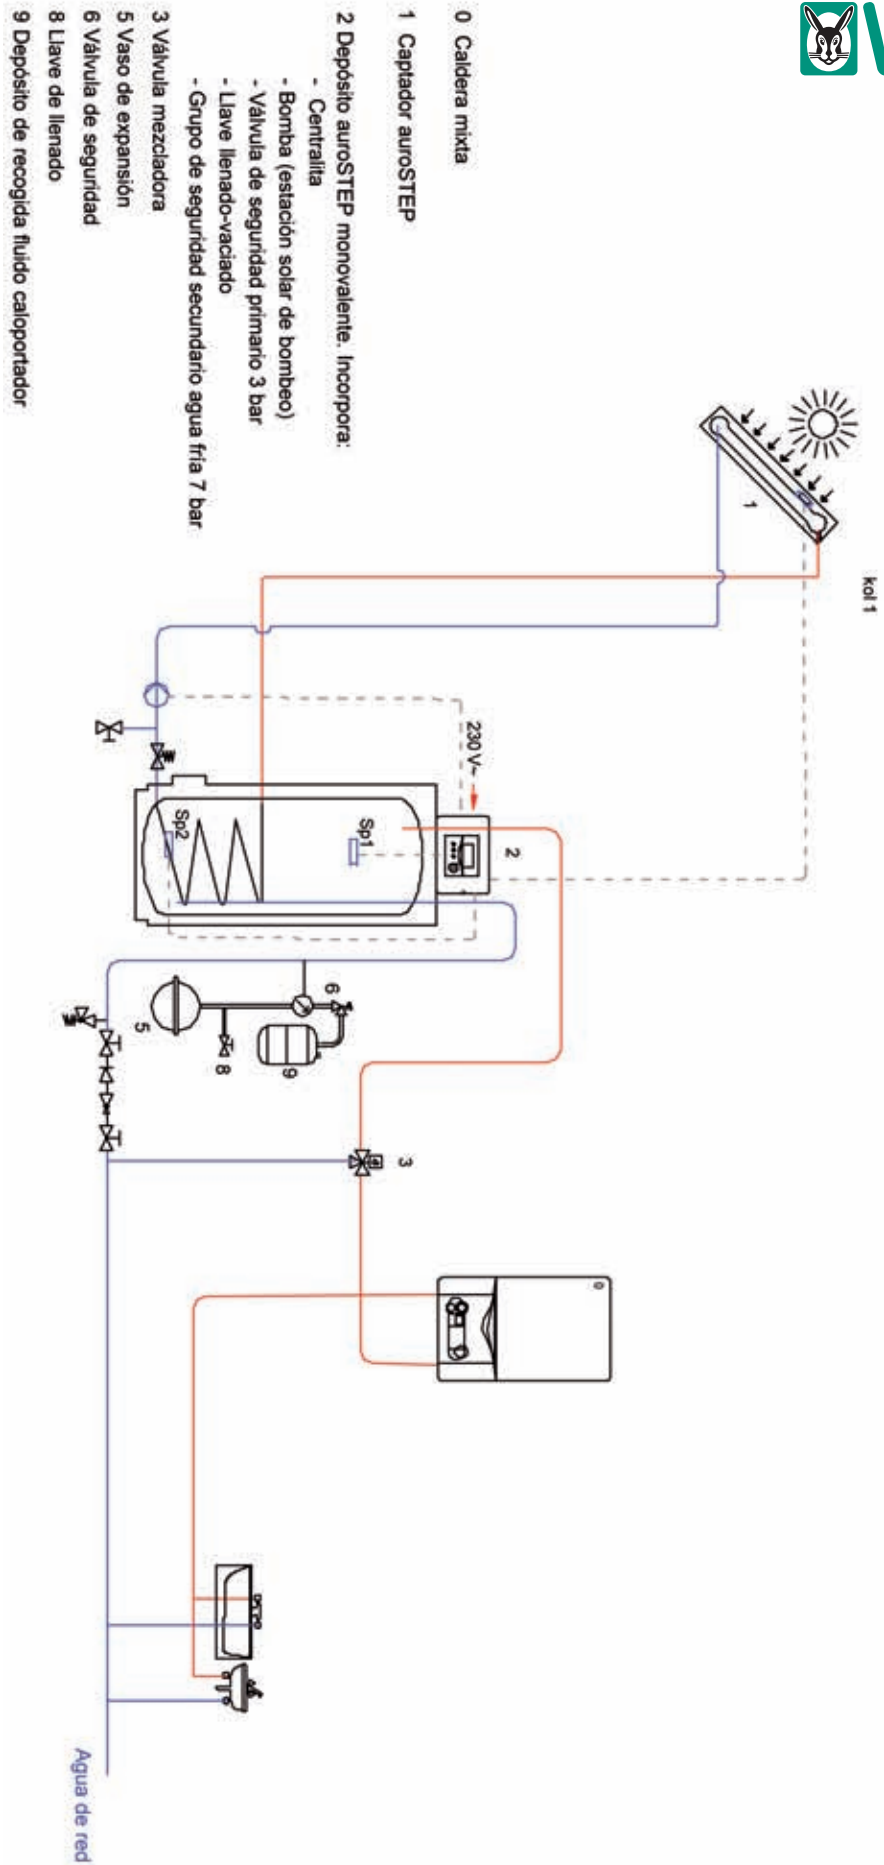 kol 1
1
0 Caldera mixta
1 Captador auroSTEP
2 Depósito auroSTEP monovalente. Incorpora:
- Centralita
- Bomba (estación solar de bombeo)
- Válvula de seguridad primario 3 bar
- Llave llenado-vaciado
- Grupo de seguridad secundario agua fría 7 bar
3 Válvula mezcladora
5 Vaso de expansión
6 Válvula de seguridad
8 Llave de llenado
9 Depósito de recogida fluido caloportador
230 V~
2
Sp1
Sp2
0
3
6
9
8
5
Agua de red